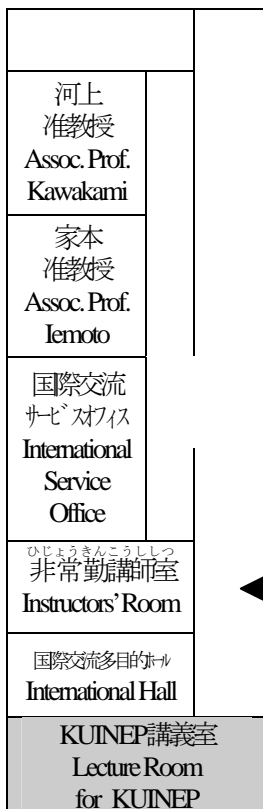 河上
准教授
Assoc. Prof.
Kawakami
家本
准教授
Assoc. Prof.
Iemoto
国際交流
サービスオフィス
International
Service
Office
ひじょうきんこうししつ
非常勤講師室
Instructors' Room
国際交流多目的ホール
International Hall
KUINEP講義室
Lecture Room
for KUINEP